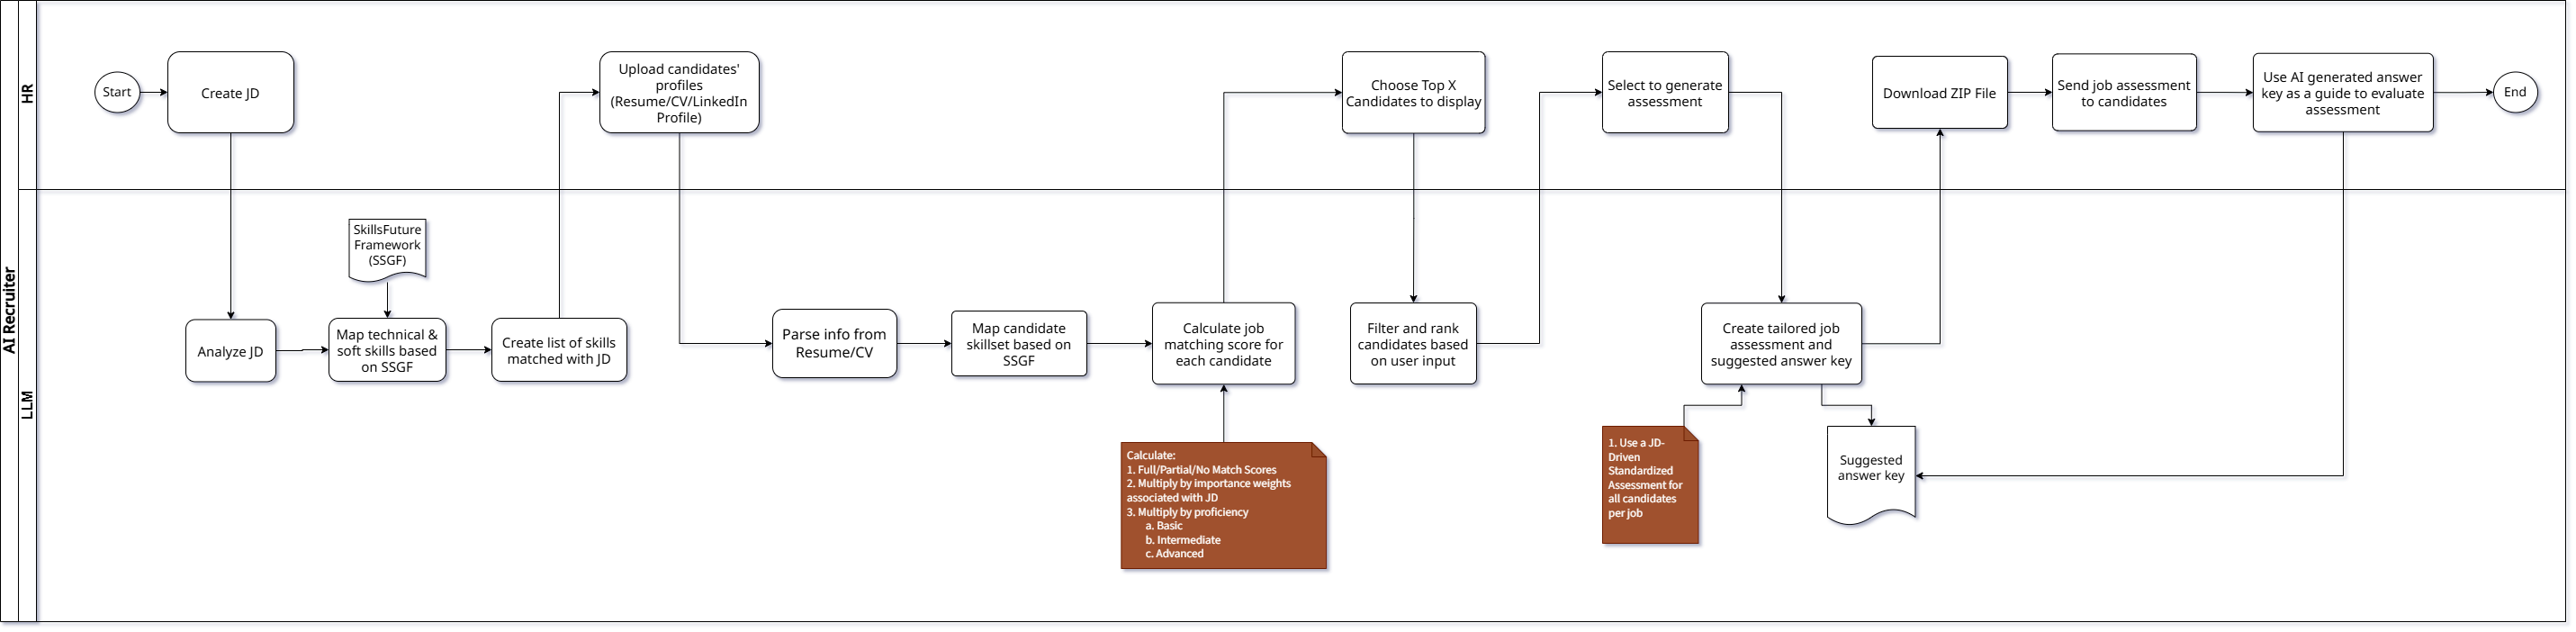 AI Recruiter
HR
Start
Create JD
Upload candidates'
profiles
(Resume/CV/LinkedIn
Profile)
Choose Top X
Candidates to display
Select to generate
assessment
Download ZIP File
Send job assessment
to candidates
Use AI generated answer
key as a guide to evaluate
assessment
End
LLM
SkillsFuture
Framework
(SSGF)
Analyze JD
Map technical &
soft skills based
on SSGF
Create list of skills
matched with JD
Parse info from
Resume/CV
Map candidate
skillset based on
SSGF
Calculate job
matching score for
each candidate
Filter and rank
candidates based
on user input
Create tailored job
assessment and
suggested answer key
Calculate:
1. Full/Partial/No Match Scores
2. Multiply by importance weights
associated with JD
3. Multiply by proficiency
a. Basic
b. Intermediate
c. Advanced
1. Use a JD-
Driven
Standardized
Assessment for
all candidates
per job
Suggested
answer key